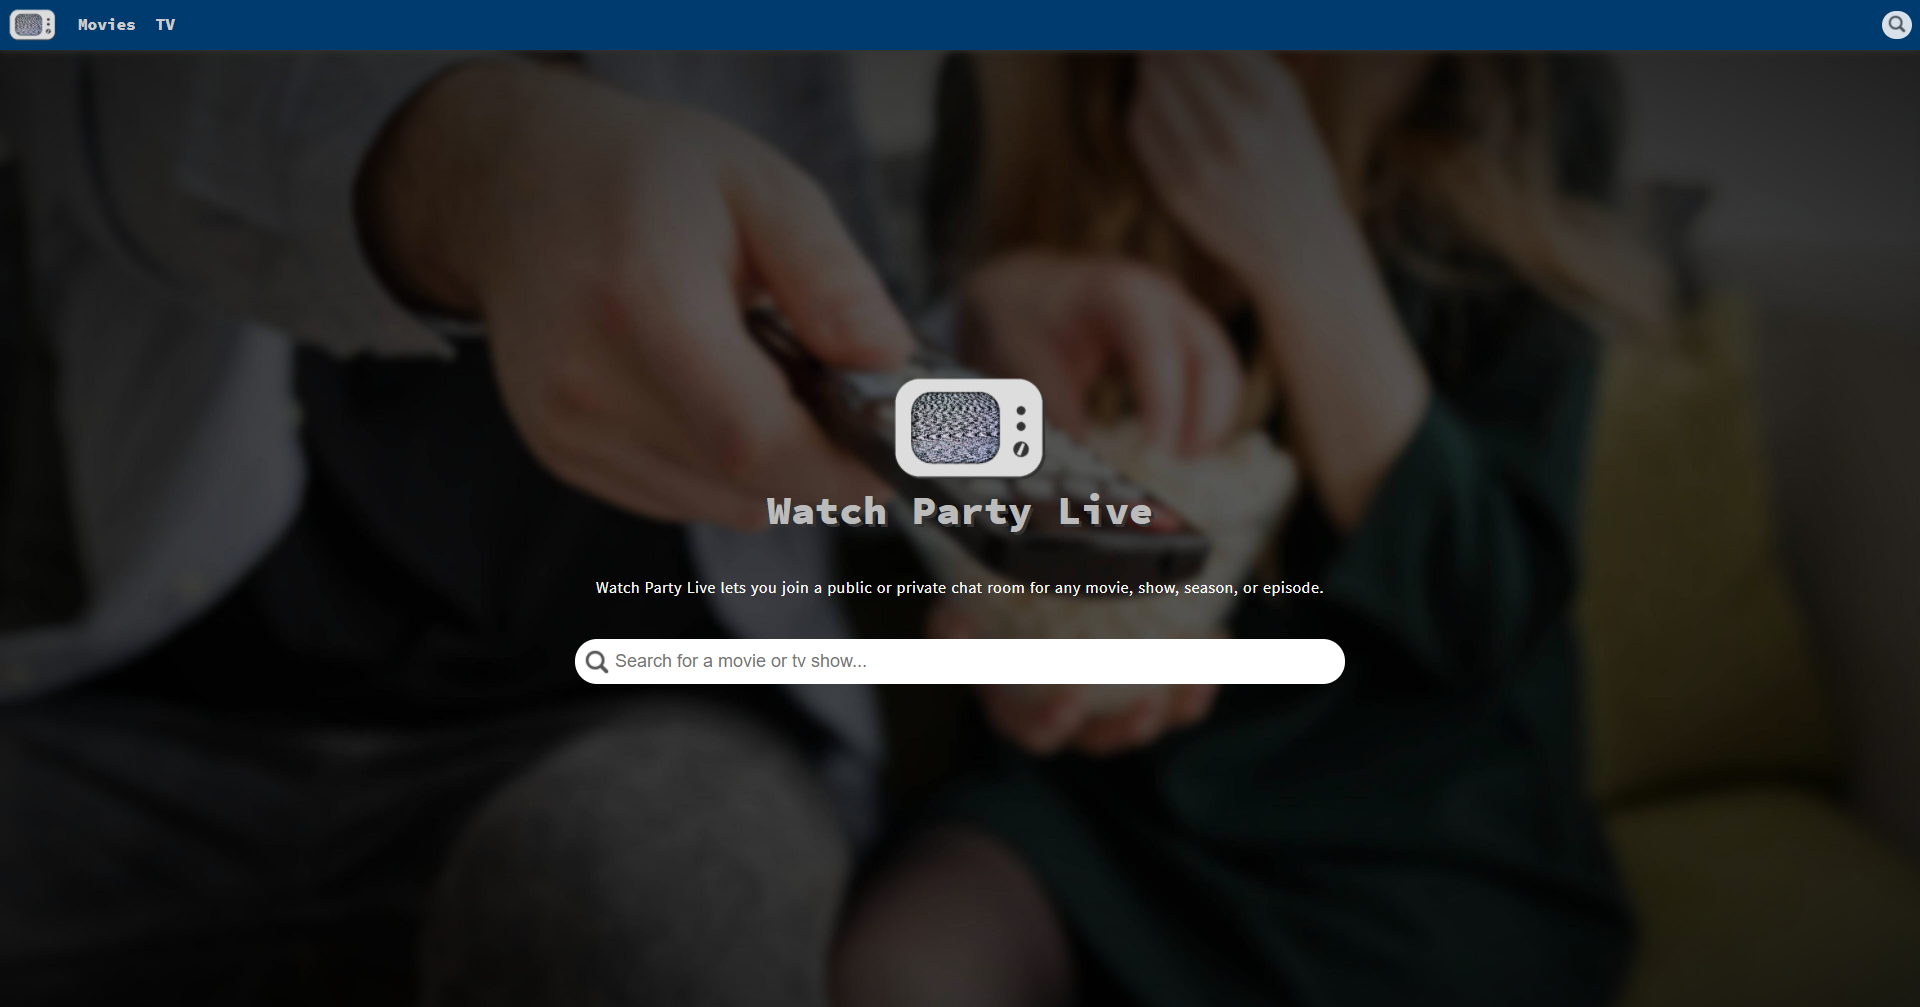 Movies TV
Watch Party Live
Watch Party Live lets you join a public or private chat room for any movie, show, season, or episode.
Search for a movie or tv show...